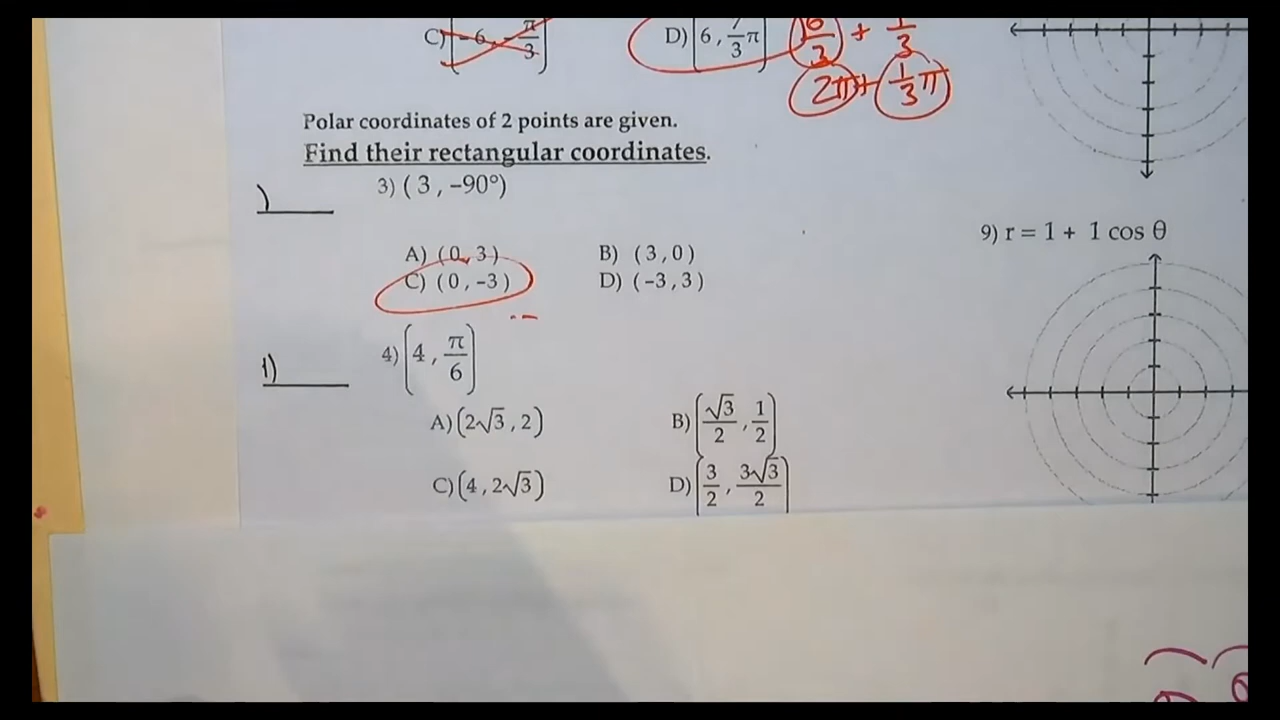 C) [-6, -π/3] D) [6, 7/3 π] 6/3 + 1/3
2π + 1/3 π
Polar coordinates of 2 points are given.
Find their rectangular coordinates.
) 3) ( 3 , −90°)
A) ( 0, 3 ) B) ( 3 , 0 )
C) ( 0 , −3 ) D) ( −3 , 3 )
1) 4) (4 , π/6)
A) (2√3 , 2) B) (√3/2 , 1/2)
C) (4 , 2√3) D) (3/2 , 3√3/2)
9) r = 1 + 1 cos θ